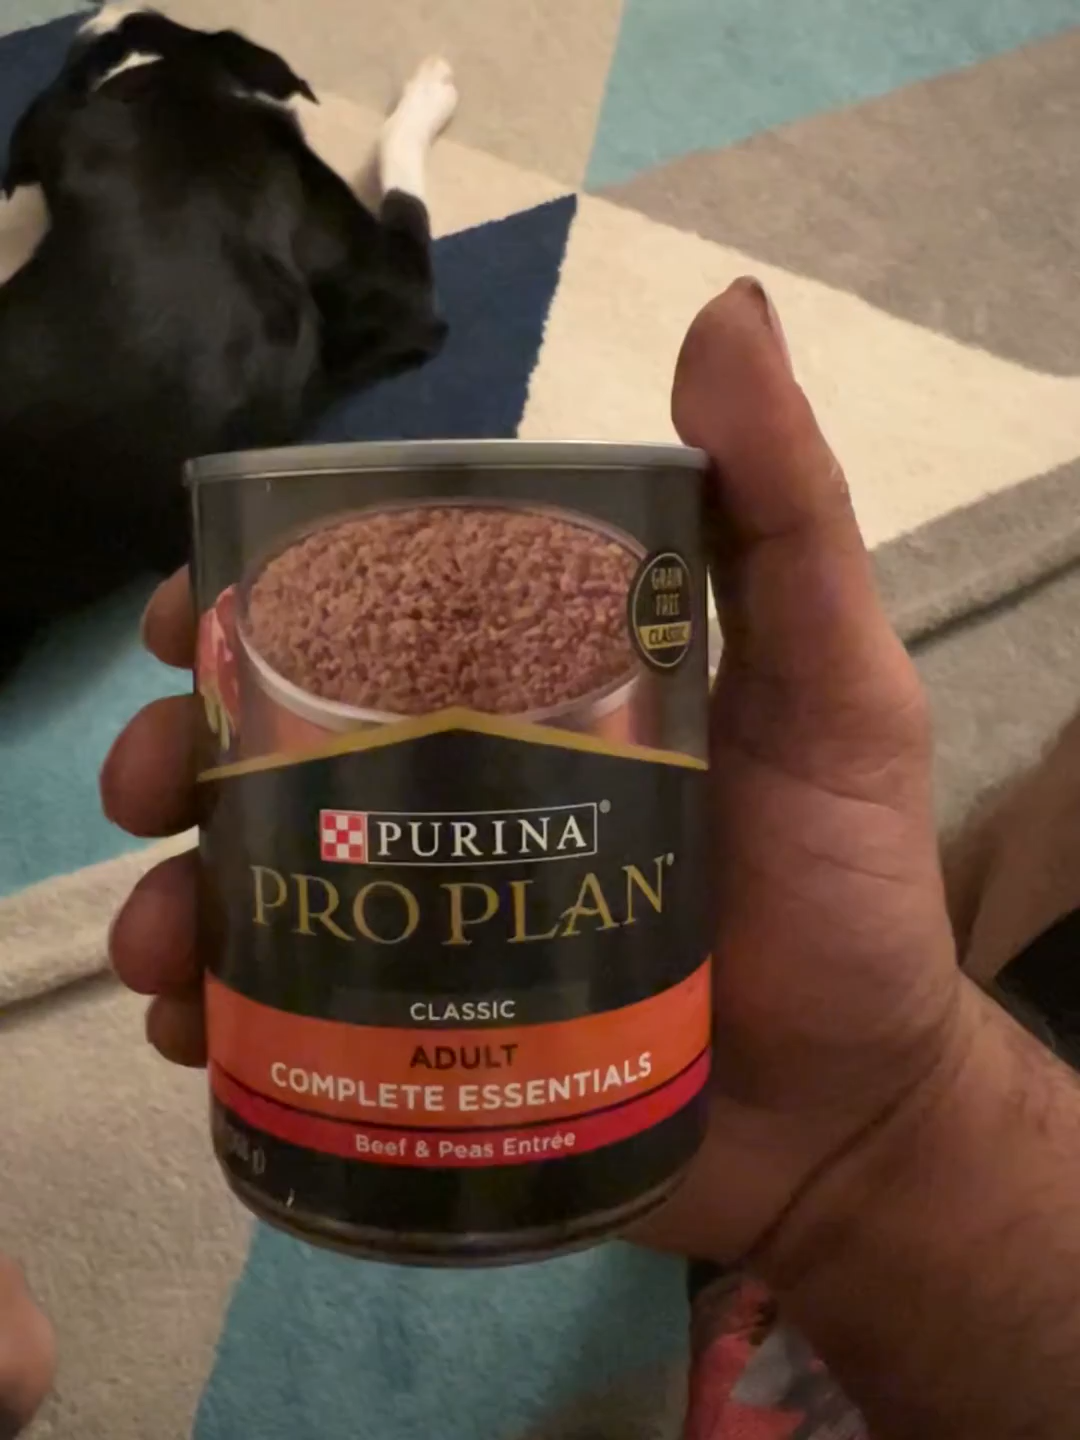 GRAIN
FREE
CLASSIC
PURINA®
PRO PLAN®
CLASSIC
ADULT
COMPLETE ESSENTIALS
Beef & Peas Entrée